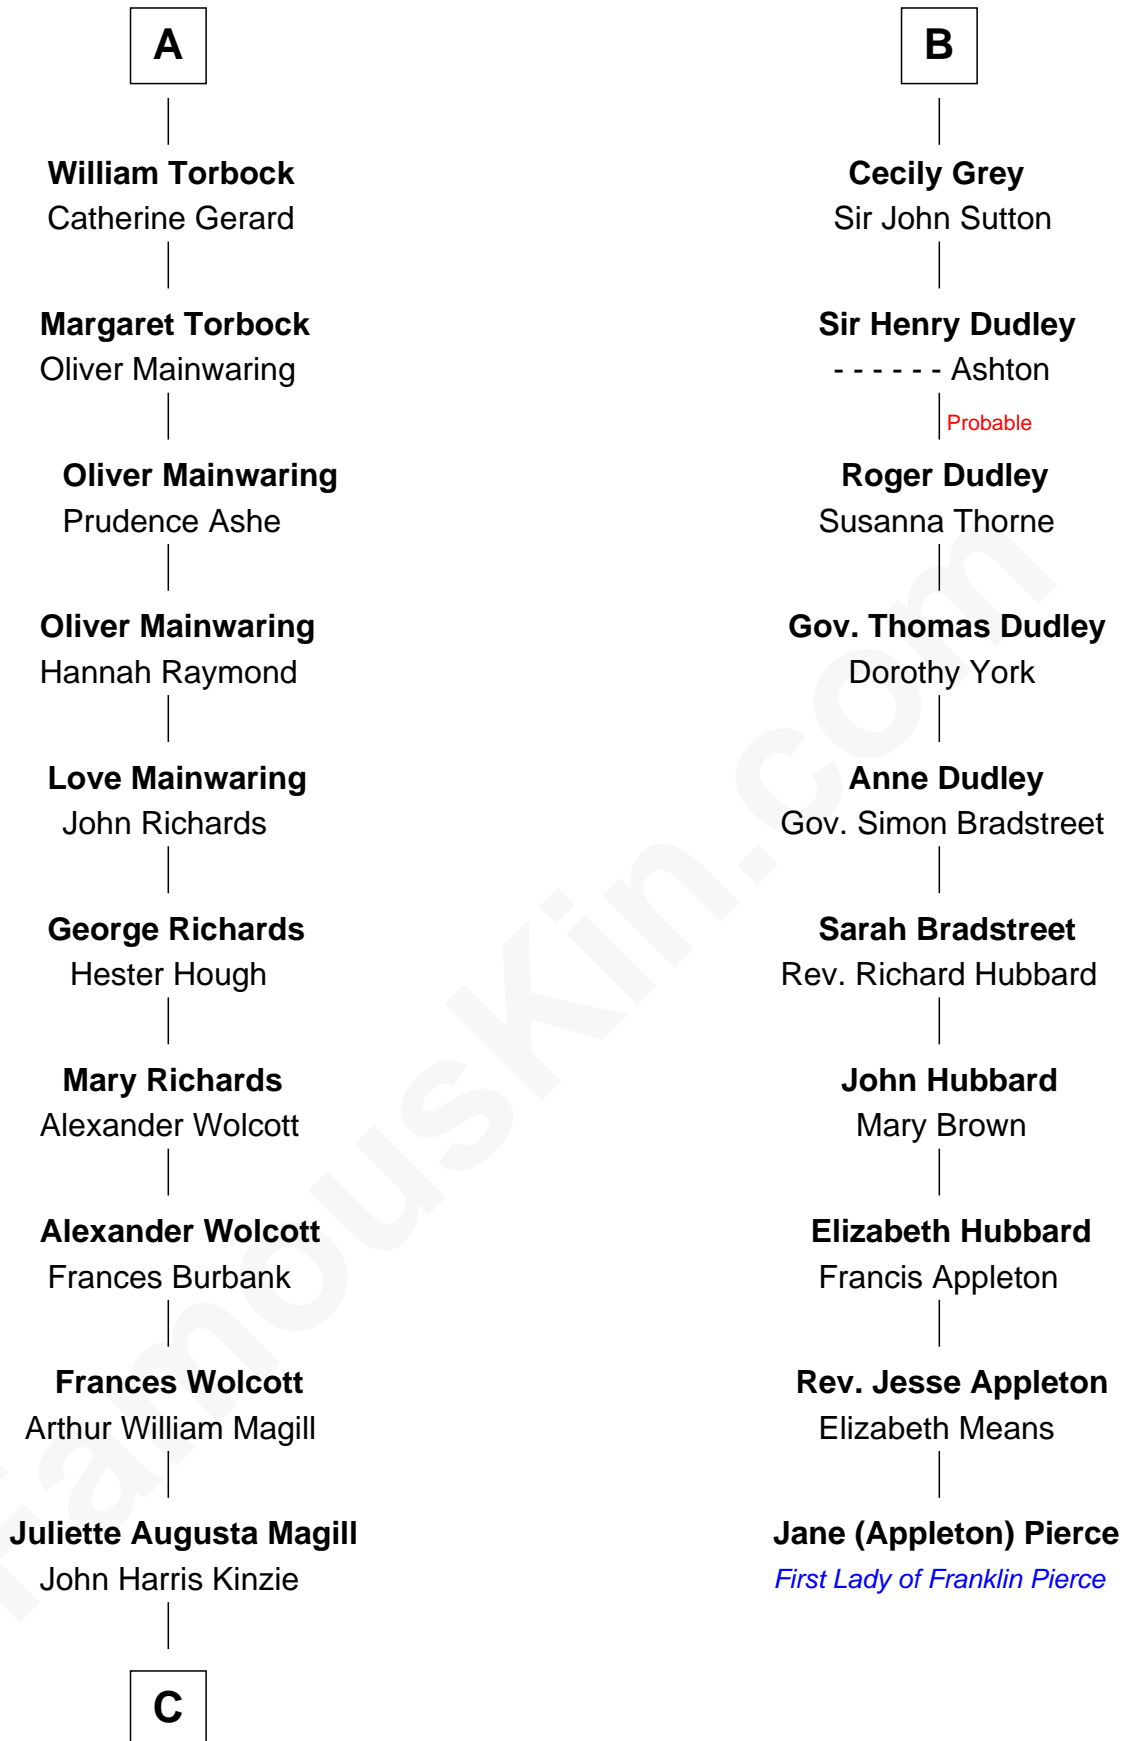 A
William Torbock
Catherine Gerard
Margaret Torbock
Oliver Mainwaring
Oliver Mainwaring
Prudence Ashe
Oliver Mainwaring
Hannah Raymond
Love Mainwaring
John Richards
George Richards
Hester Hough
Mary Richards
Alexander Wolcott
Alexander Wolcott
Frances Burbank
Frances Wolcott
Arthur William Magill
Juliette Augusta Magill
John Harris Kinzie
C
B
Cecily Grey
Sir John Sutton
Sir Henry Dudley
- - - - - - Ashton
Probable
Roger Dudley
Susanna Thorne
Gov. Thomas Dudley
Dorothy York
Anne Dudley
Gov. Simon Bradstreet
Sarah Bradstreet
Rev. Richard Hubbard
John Hubbard
Mary Brown
Elizabeth Hubbard
Francis Appleton
Rev. Jesse Appleton
Elizabeth Means
Jane (Appleton) Pierce
First Lady of Franklin Pierce
FamousKin.com